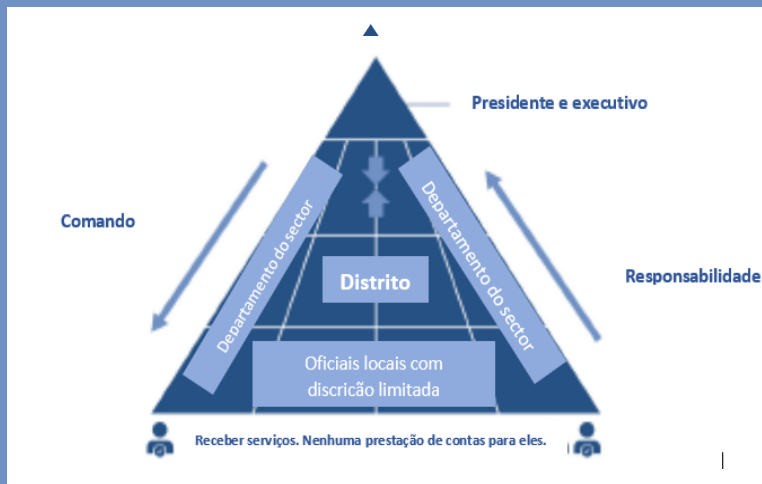 Presidente e executivo
Comando
Departamento do sector
Departamento do sector
Responsabilidade
Distrito
Oficiais locais com
discrição limitada
Receber serviços. Nenhuma prestação de contas para eles.